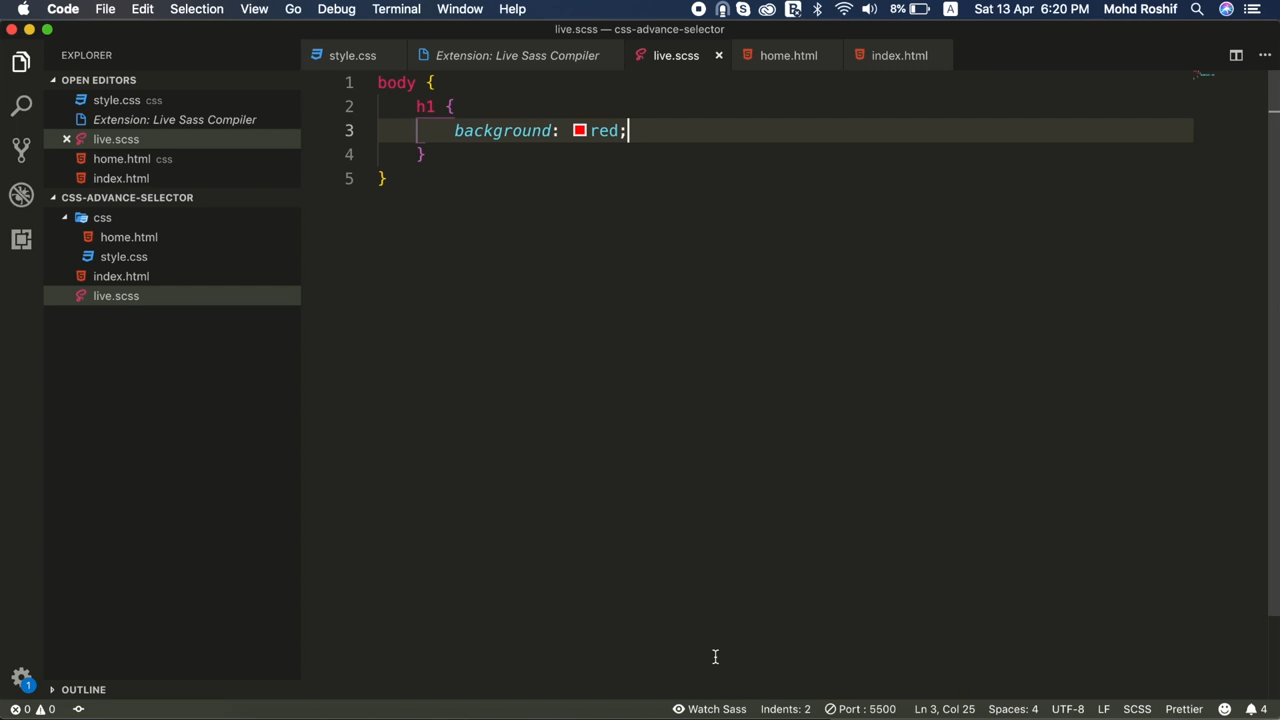 Code File Edit Selection View Go Debug Terminal Window Help 8% A Sat 13 Apr 6:20 PM Mohd Roshif
live.scss — css-advance-selector
EXPLORER
OPEN EDITORS
style.css css
Extension: Live Sass Compiler
live.scss
home.html css
index.html
CSS-ADVANCE-SELECTOR
css
home.html
style.css
index.html
live.scss
OUTLINE
style.css Extension: Live Sass Compiler live.scss home.html index.html
1 body {
2 h1 {
3 background: red;
4 }
5 }
1
0 0 Watch Sass Indents: 2 Port : 5500 Ln 3, Col 25 Spaces: 4 UTF-8 LF SCSS Prettier 4